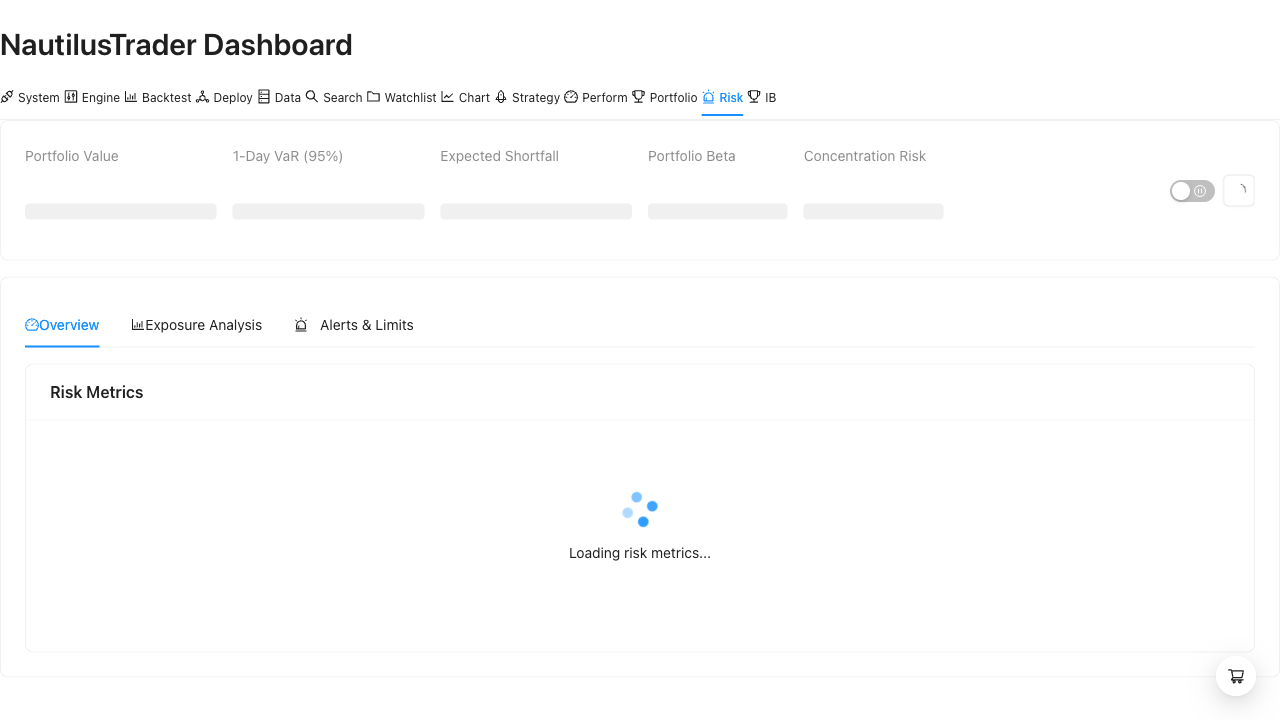 NautilusTrader Dashboard
System Engine Backtest Deploy Data Search Watchlist Chart Strategy Perform Portfolio Risk IB
Portfolio Value 1-Day VaR (95%) Expected Shortfall Portfolio Beta Concentration Risk
Overview Exposure Analysis Alerts & Limits
Risk Metrics
Loading risk metrics...